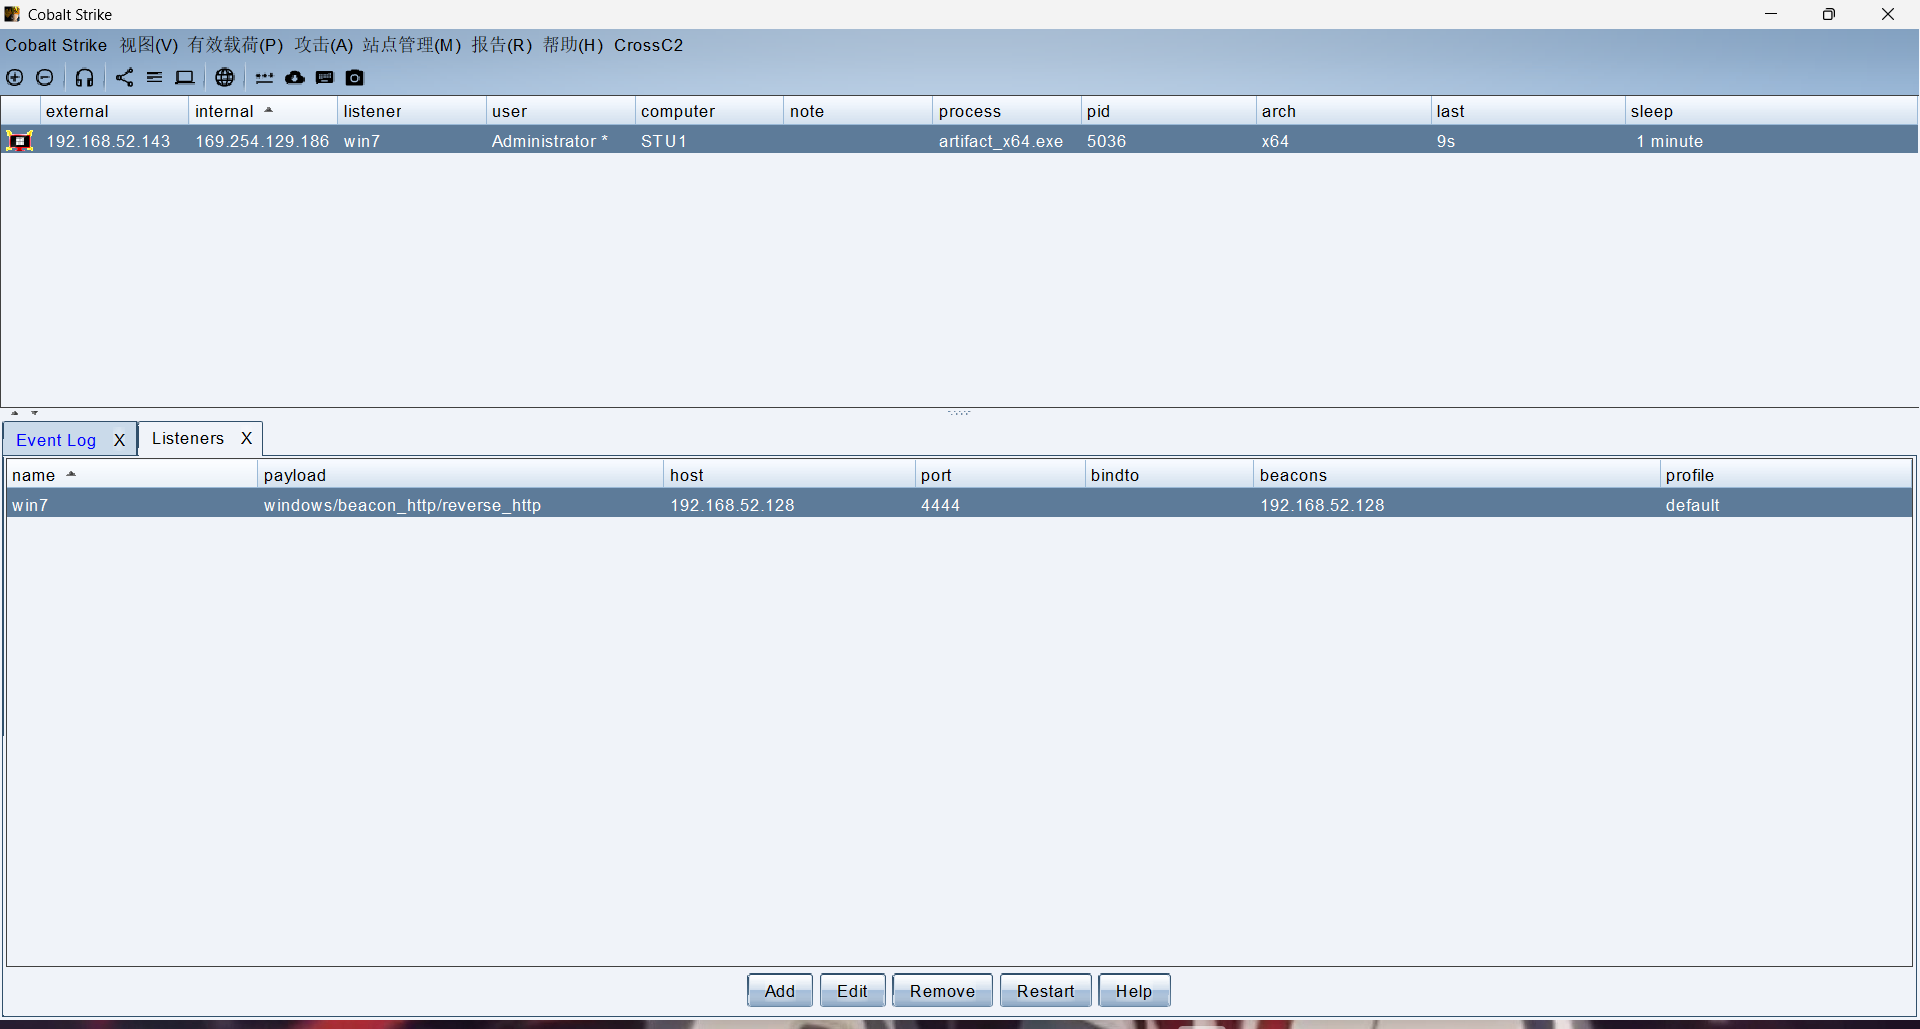 Cobalt Strike
Cobalt Strike 视图(V) 有效载荷(P) 攻击(A) 站点管理(M) 报告(R) 帮助(H) CrossC2
external internal listener user computer note process pid arch last sleep
192.168.52.143 169.254.129.186 win7 Administrator * STU1 artifact_x64.exe 5036 x64 9s 1 minute
Event Log X Listeners X
name payload host port bindto beacons profile
win7 windows/beacon_http/reverse_http 192.168.52.128 4444 192.168.52.128 default
Add Edit Remove Restart Help